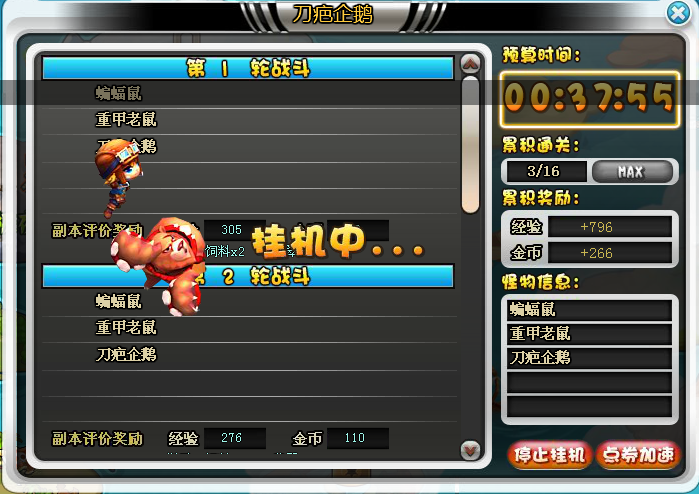 刀疤企鹅
第 1 轮战斗
蝙蝠鼠
重甲老鼠
企鹅
副本评价奖励 305
饲料x2
挂机中...
2 轮战斗
蝙蝠鼠
重甲老鼠
刀疤企鹅
副本评价奖励 经验 276 金币 110
预算时间:
00:37:55
累积通关:
3/16 MAX
累积奖励:
经验 +796
金币 +266
怪物信息:
蝙蝠鼠
重甲老鼠
刀疤企鹅
停止挂机 点券加速